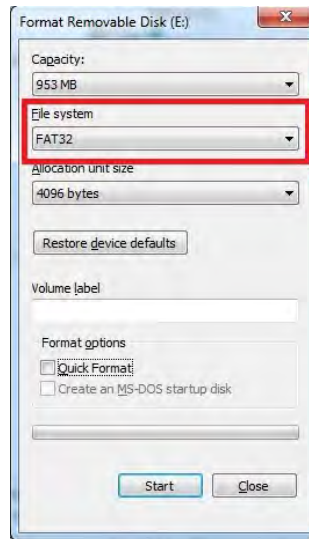 Format Removable Disk (E:)
Capacity:
953 MB
File system
FAT32
Allocation unit size
4096 bytes
Restore device defaults
Volume label
Format options
Quick Format
Create an MS-DOS startup disk
Start
Close